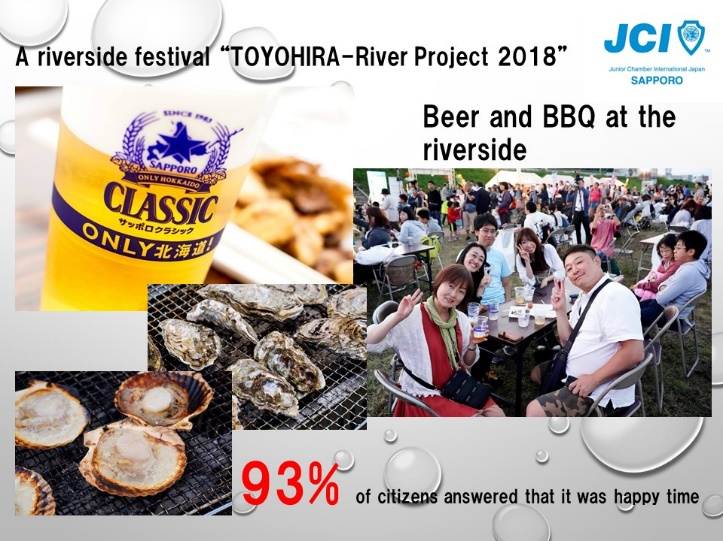 A riverside festival “TOYOHIRA-River Project 2018”
JCI
TM
Junior Chamber International Japan
SAPPORO
Beer and BBQ at the
riverside
SINCE 1985
SAPPORO
ONLY HOKKAIDO
CLASSIC
サッポロクラシック
ONLY北海道!
93% of citizens answered that it was happy time